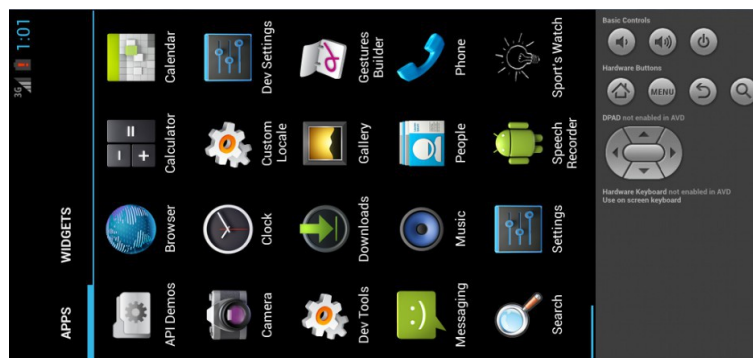 3G 1:01
APPS WIDGETS
API Demos Browser Calculator Calendar
Camera Clock Custom Locale Dev Settings
Dev Tools Downloads Gallery Gestures Builder
Messaging Music People Phone
Search Settings Speech Recorder Sport's Watch
Basic Controls
Hardware Buttons
MENU
DPAD not enabled in AVD
Hardware Keyboard not enabled in AVD
Use on screen keyboard